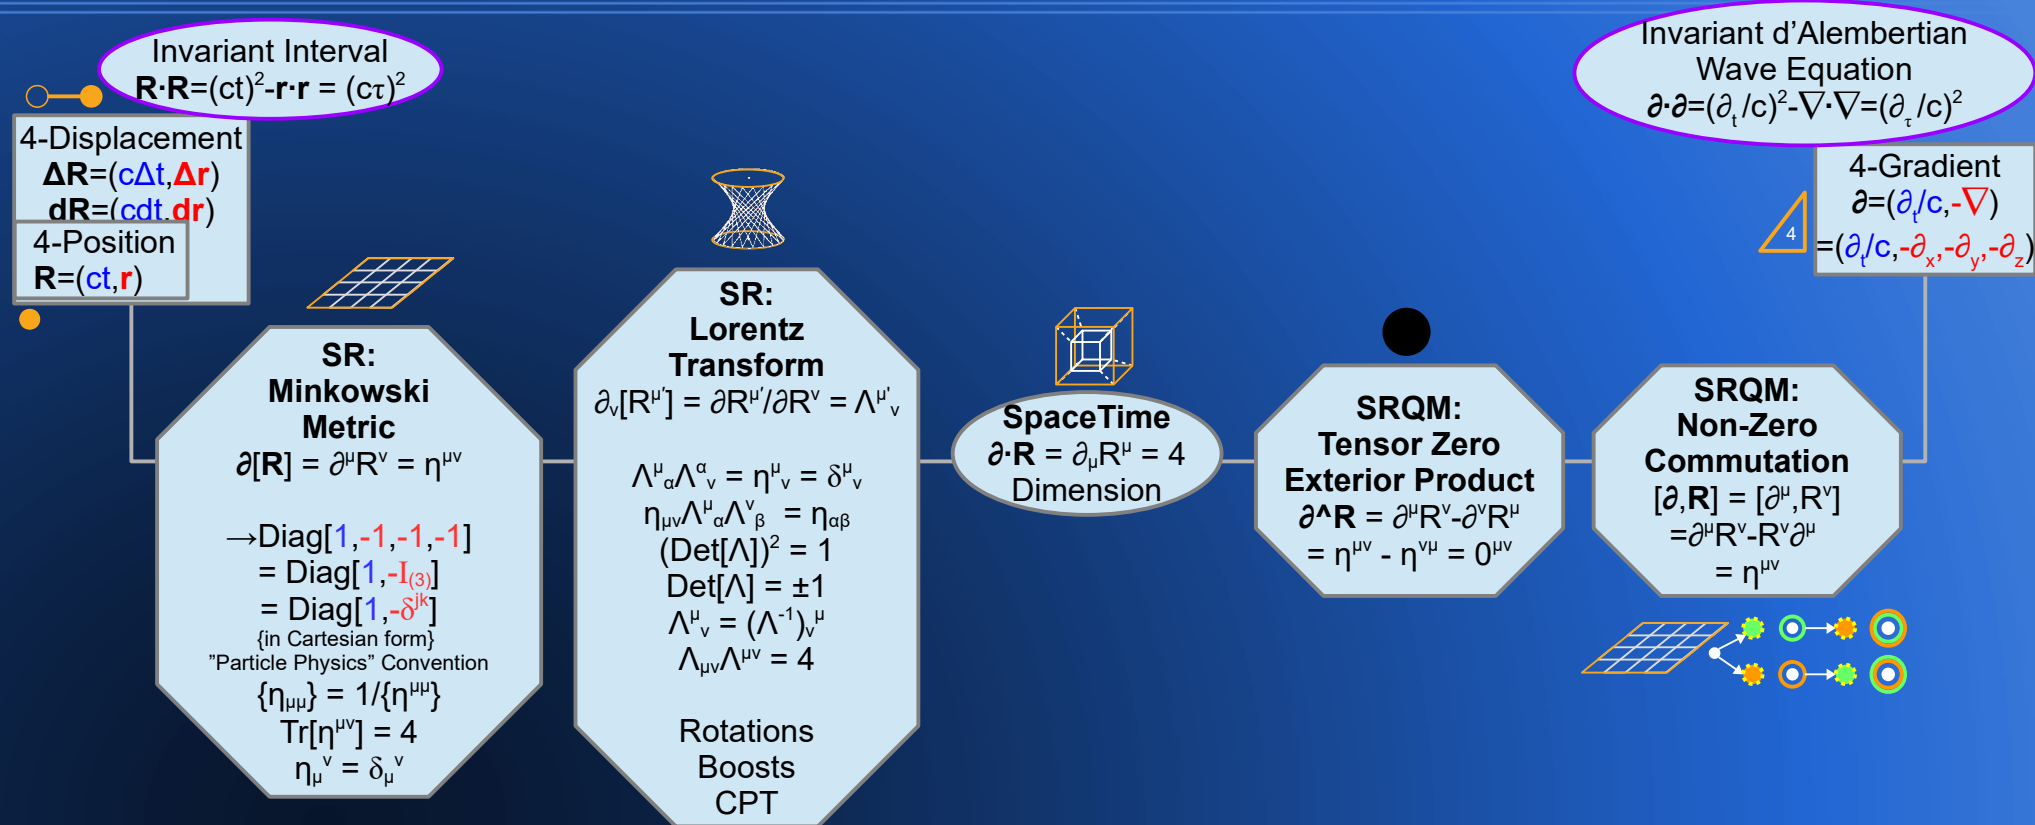 Invariant Interval
R·R=(ct)²-r·r = (cτ)²
4-Displacement
ΔR=(cΔt,Δr)
dR=(cdt,dr)
4-Position
R=(ct,r)
SR:
Minkowski
Metric
∂[R] = ∂^μR^ν = η^μν
→Diag[1,-1,-1,-1]
= Diag[1,-I₍₃₎]
= Diag[1,-δ^jk]
{in Cartesian form}
”Particle Physics” Convention
{η_μμ} = 1/{η^μμ}
Tr[η^μν] = 4
η_μ^ν = δ_μ^ν
SR:
Lorentz
Transform
∂_ν[R^μ'] = ∂R^μ'/∂R^ν = Λ^μ'_ν
Λ^μ_αΛ^α_ν = η^μ_ν = δ^μ_ν
η_μνΛ^μ_αΛ^ν_β = η_αβ
(Det[Λ])² = 1
Det[Λ] = ±1
Λ^μ_ν = (Λ^-1)_ν^μ
Λ_μνΛ^μν = 4
Rotations
Boosts
CPT
SpaceTime
∂·R = ∂_μR^μ = 4
Dimension
SRQM:
Tensor Zero
Exterior Product
∂^R = ∂^μR^ν-∂^νR^μ
= η^μν - η^νμ = 0^μν
SRQM:
Non-Zero
Commutation
[∂,R] = [∂^μ,R^ν]
=∂^μR^ν-R^ν∂^μ
= η^μν
Invariant d’Alembertian
Wave Equation
∂·∂=(∂_t/c)²-∇·∇=(∂_τ/c)²
4-Gradient
∂=(∂_t/c,-∇)
=(∂_t/c,-∂_x,-∂_y,-∂_z)
4